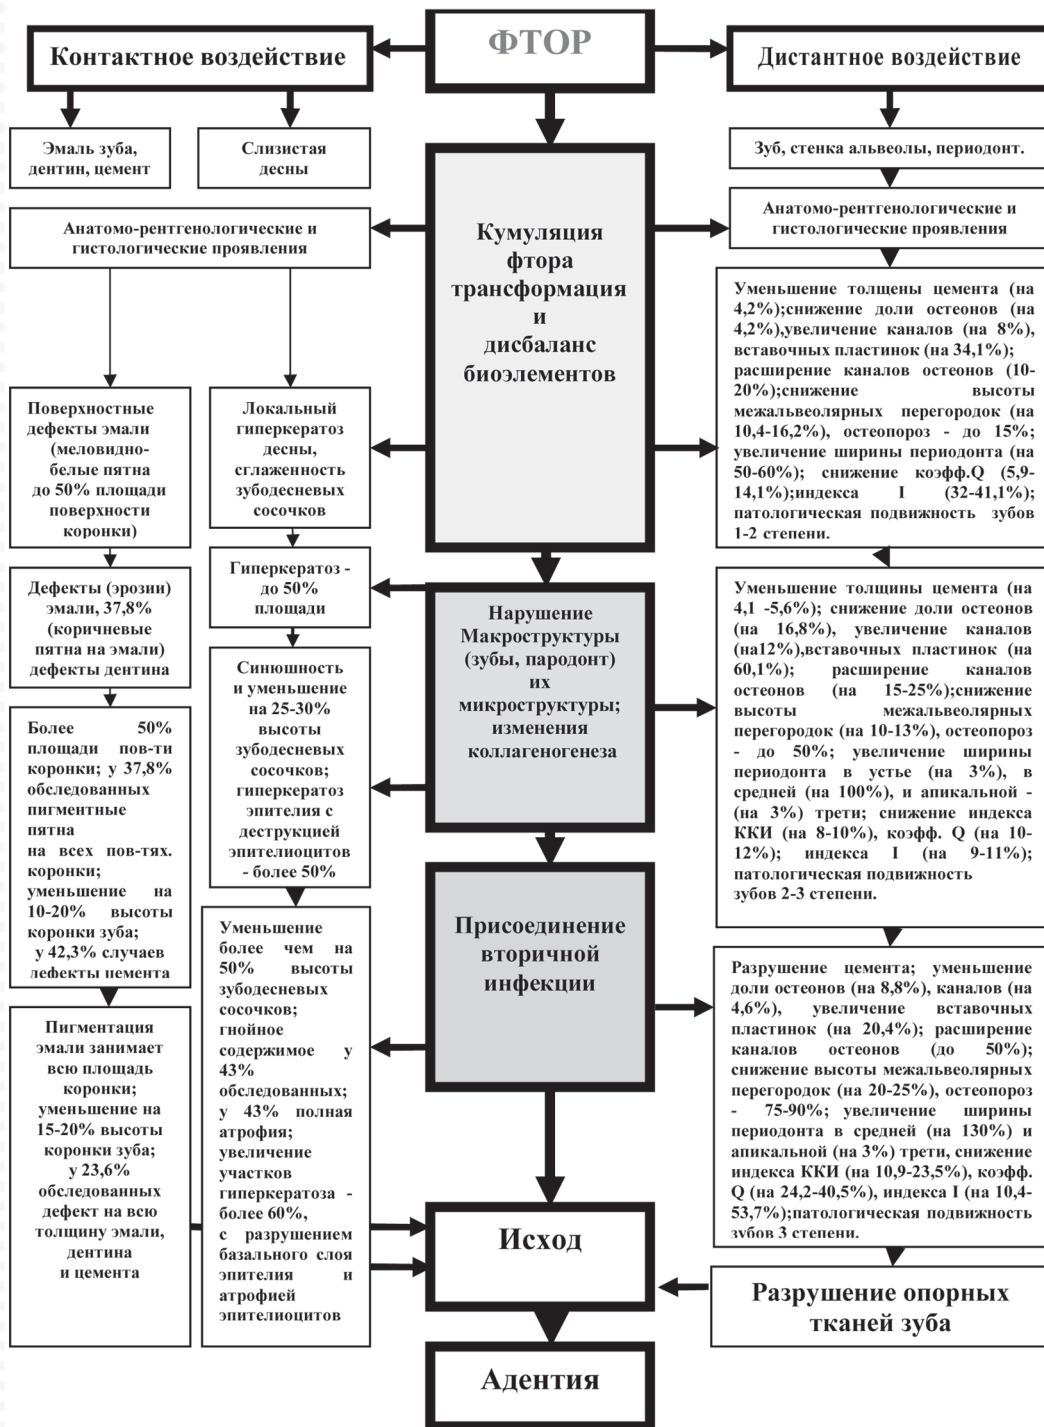 ФТОР
Контактное воздействие
Дистантное воздействие
Эмаль зуба,
дентин, цемент
Слизистая
десны
Зуб, стенка альвеолы, периодонт.
Анатомо-рентгенологические и
гистологические проявления
Кумуляция
фтора
трансформация
и
дисбаланс
биоэлементов
Анатомо-рентгенологические и
гистологические проявления
Поверхностные
дефекты эмали
(меловидно-
белые пятна
до 50% площади
поверхности
коронки)
Локальный
гиперкератоз
десны,
сглаженность
зубодесневых
сосочков
Уменьшение толщены цемента (на
4,2%);снижение доли остеонов (на
4,2%),увеличение каналов (на 8%),
вставочных пластинок (на 34,1%);
расширение каналов остеонов (10-
20%);снижение высоты
межальвеолярных перегородок (на
10,4-16,2%), остеопороз - до 15%;
увеличение ширины периодонта (на
50-60%); снижение коэфф.Q (5,9-
14,1%);индекса I (32-41,1%);
патологическая подвижность зубов
1-2 степени.
Дефекты (эрозии)
эмали, 37,8%
(коричневые
пятна на эмали)
дефекты дентина
Гиперкератоз -
до 50%
площади
Нарушение
Макроструктуры
(зубы, пародонт)
их
микроструктуры;
изменения
коллагеногенеза
Уменьшение толщины цемента (на
4,1 -5,6%); снижение доли остеонов
(на 16,8%), увеличение каналов
(на12%),вставочных пластинок (на
60,1%); расширение каналов
остеонов (на 15-25%);снижение
высоты межальвеолярных
перегородок (на 10-13%), остеопороз
- до 50%; увеличение ширины
периодонта в устье (на 3%), в
средней (на 100%), и апикальной -
(на 3%) трети; снижение индекса
ККИ (на 8-10%), коэфф. Q (на 10-
12%); индекса I (на 9-11%);
патологическая подвижность
зубов 2-3 степени.
Более 50%
площади пов-ти
коронки; у 37,8%
обследованных
пигментные
пятна
на всех пов-тях.
коронки;
уменьшение на
10-20% высоты
коронки зуба;
у 42,3% случаев
дефекты цемента
Синюшность
и уменьшение
на 25-30%
высоты
зубодесневых
сосочков;
гиперкератоз
эпителия с
деструкцией
эпителиоцитов
- более 50%
Присоединение
вторичной
инфекции
Разрушение цемента; уменьшение
доли остеонов (на 8,8%), каналов (на
4,6%), увеличение вставочных
пластинок (на 20,4%); расширение
каналов остеонов (до 50%);
снижение высоты межальвеолярных
перегородок (на 20-25%), остеопороз
- 75-90%; увеличение ширины
периодонта в средней (на 130%) и
апикальной (на 3%) трети, снижение
индекса ККИ (на 10,9-23,5%), коэфф.
Q (на 24,2-40,5%), индекса I (на 10,4-
53,7%);патологическая подвижность
зубов 3 степени.
Пигментация
эмали занимает
всю площадь
коронки;
уменьшение на
15-20% высоты
коронки зуба;
у 23,6%
обследованных
дефект на всю
толщину эмали,
дентина
и цемента
Уменьшение
более чем на
50% высоты
зубодесневых
сосочков;
гнойное
содержимое у
43%
обследованных;
у 43% полная
атрофия;
увеличение
участков
гиперкератоза -
более 60%,
с разрушением
базального слоя
эпителия и
атрофией
эпителиоцитов
Исход
Разрушение опорных
тканей зуба
Адентия